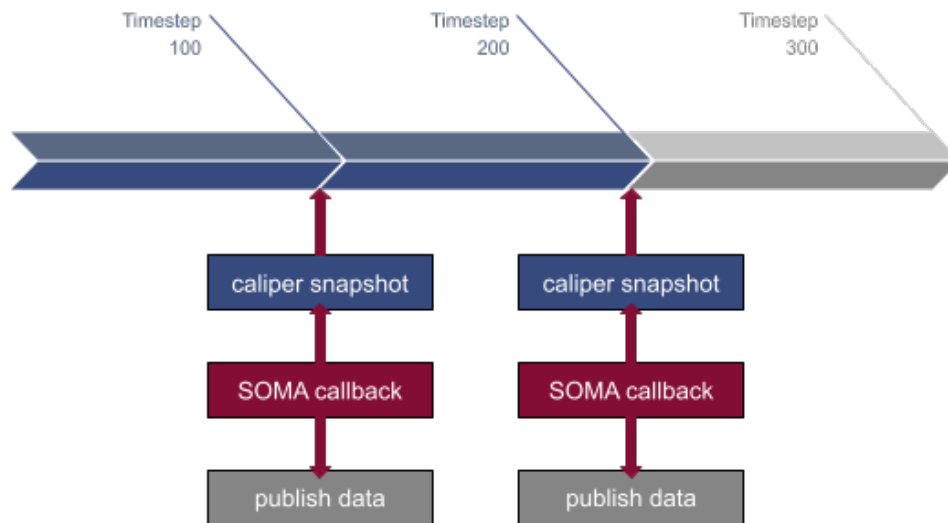 Timestep
100
Timestep
200
Timestep
300
caliper snapshot
caliper snapshot
SOMA callback
SOMA callback
publish data
publish data